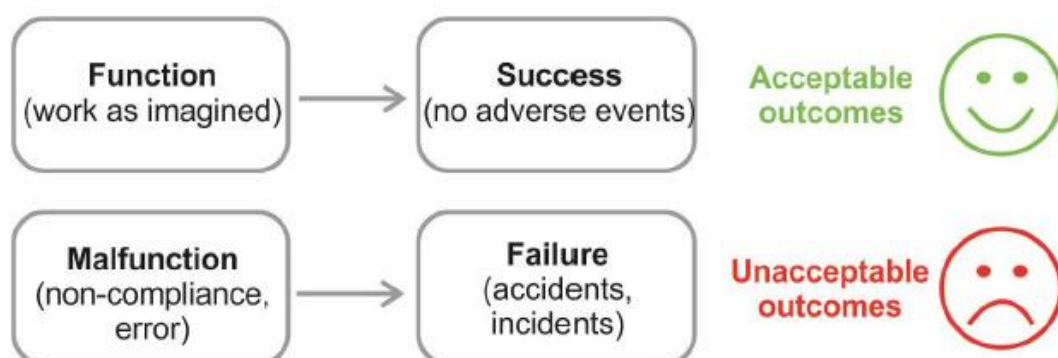 Function
(work as imagined)
Success
(no adverse events)
Acceptable
outcomes
Malfunction
(non-compliance,
error)
Failure
(accidents,
incidents)
Unacceptable
outcomes